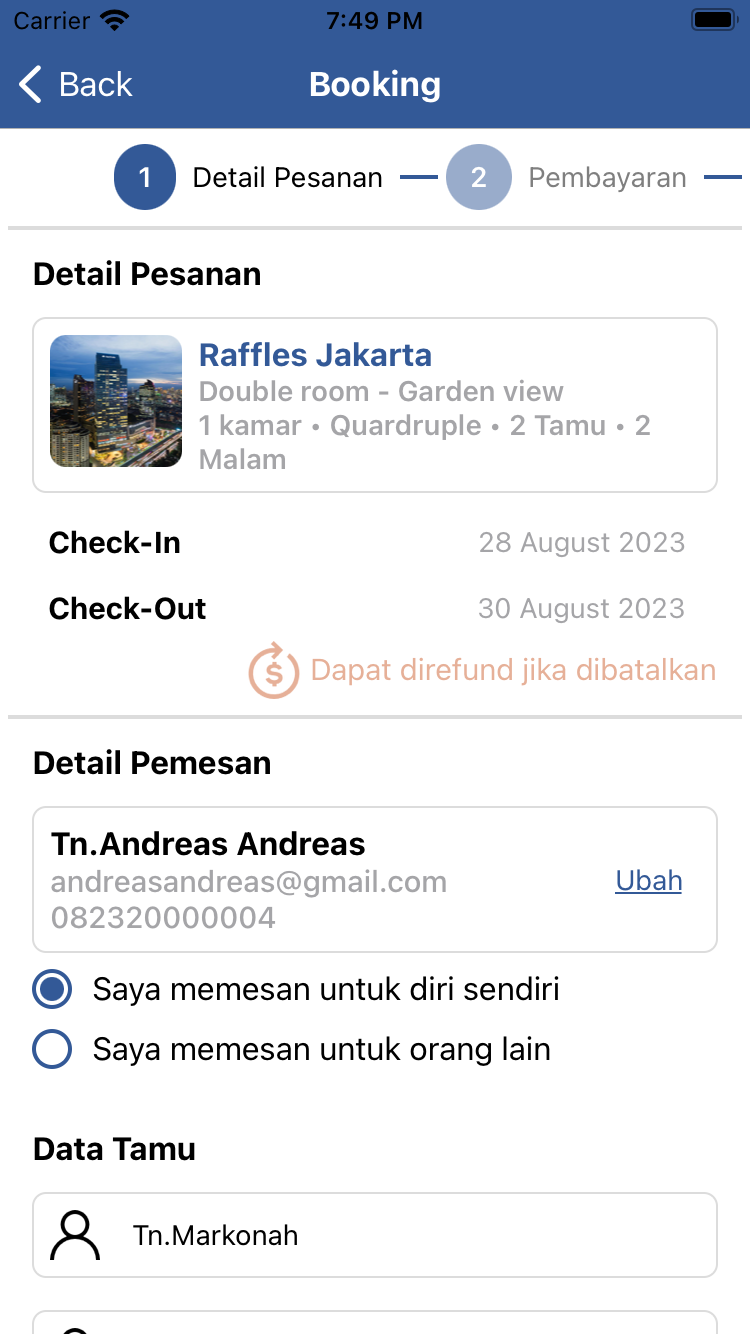 Carrier 7:49 PM
Back Booking
1 Detail Pesanan 2 Pembayaran
Detail Pesanan
Raffles Jakarta
Double room - Garden view
1 kamar • Quardruple • 2 Tamu • 2
Malam
Check-In 28 August 2023
Check-Out 30 August 2023
$ Dapat direfund jika dibatalkan
Detail Pemesan
Tn.Andreas Andreas
andreasandreas@gmail.com
Ubah
082320000004
Saya memesan untuk diri sendiri
Saya memesan untuk orang lain
Data Tamu
Tn.Markonah